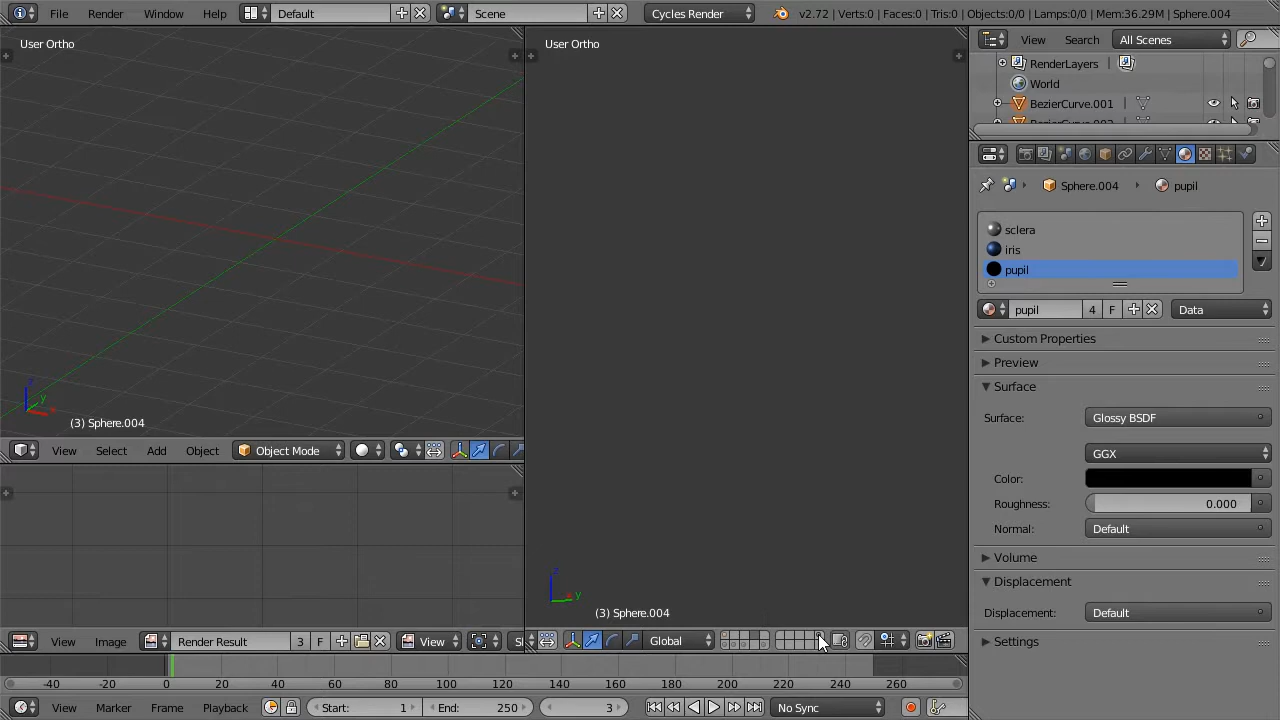 File Render Window Help Default Scene Cycles Render v2.72 | Verts:0 | Faces:0 | Tris:0 | Objects:0/0 | Lamps:0/0 | Mem:36.29M | Sphere.004
User Ortho
User Ortho
View Search All Scenes
RenderLayers |
World
BezierCurve.001 |
Sphere.004 pupil
sclera
iris
pupil
pupil 4 F Data
Custom Properties
Preview
Surface
Surface: Glossy BSDF
GGX
Color:
Roughness: 0.000
Normal: Default
Volume
Displacement
Displacement: Default
Settings
z
y
(3) Sphere.004
View Select Add Object Object Mode
z
y
(3) Sphere.004
View Image Render Result 3 F View
Global
-40 -20 0 20 40 60 80 100 120 140 160 180 200 220 240 260
View Marker Frame Playback Start: 1 End: 250 3 No Sync